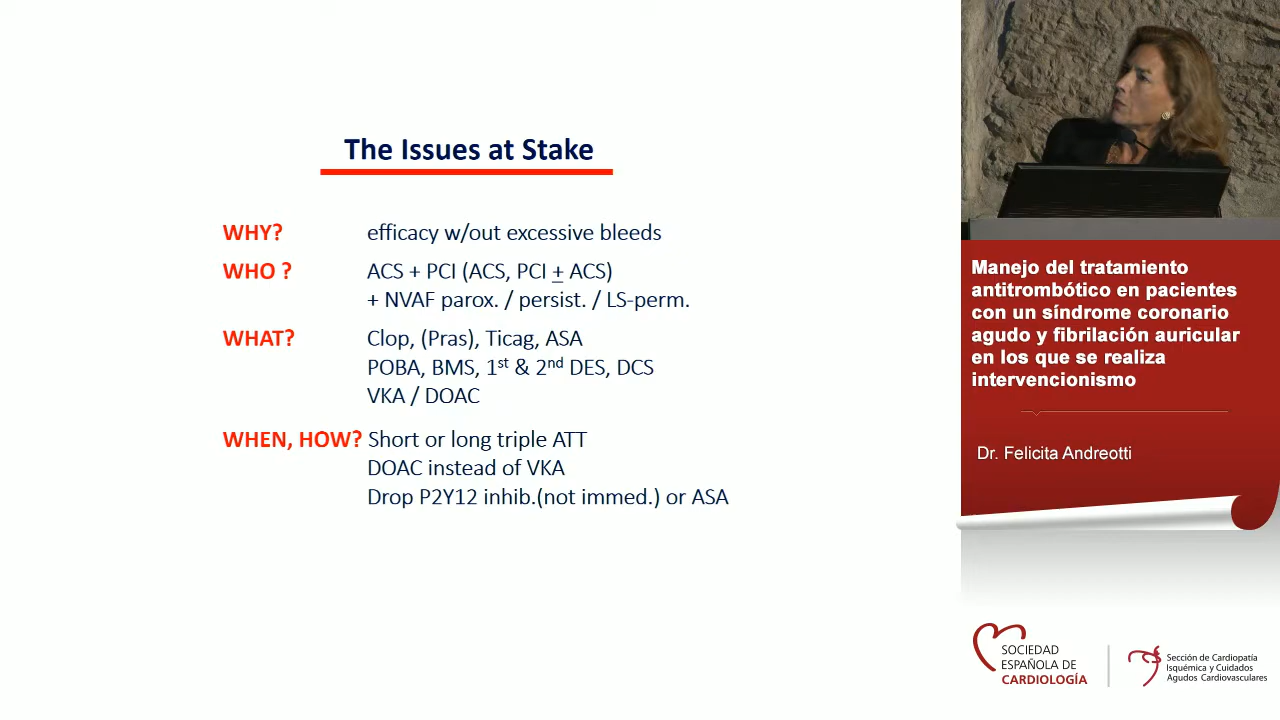 The Issues at Stake
WHY? efficacy w/out excessive bleeds
WHO ? ACS + PCI (ACS, PCI ± ACS)
+ NVAF parox. / persist. / LS-perm.
WHAT? Clop, (Pras), Ticag, ASA
POBA, BMS, 1st & 2nd DES, DCS
VKA / DOAC
WHEN, HOW? Short or long triple ATT
DOAC instead of VKA
Drop P2Y12 inhib.(not immed.) or ASA
Manejo del tratamiento
antitrombótico en pacientes
con un síndrome coronario
agudo y fibrilación auricular
en los que se realiza
intervencionismo
Dr. Felicita Andreotti
SOCIEDAD
ESPAÑOLA DE
CARDIOLOGÍA
Sección de Cardiopatía
Isquémica y Cuidados
Agudos Cardiovasculares